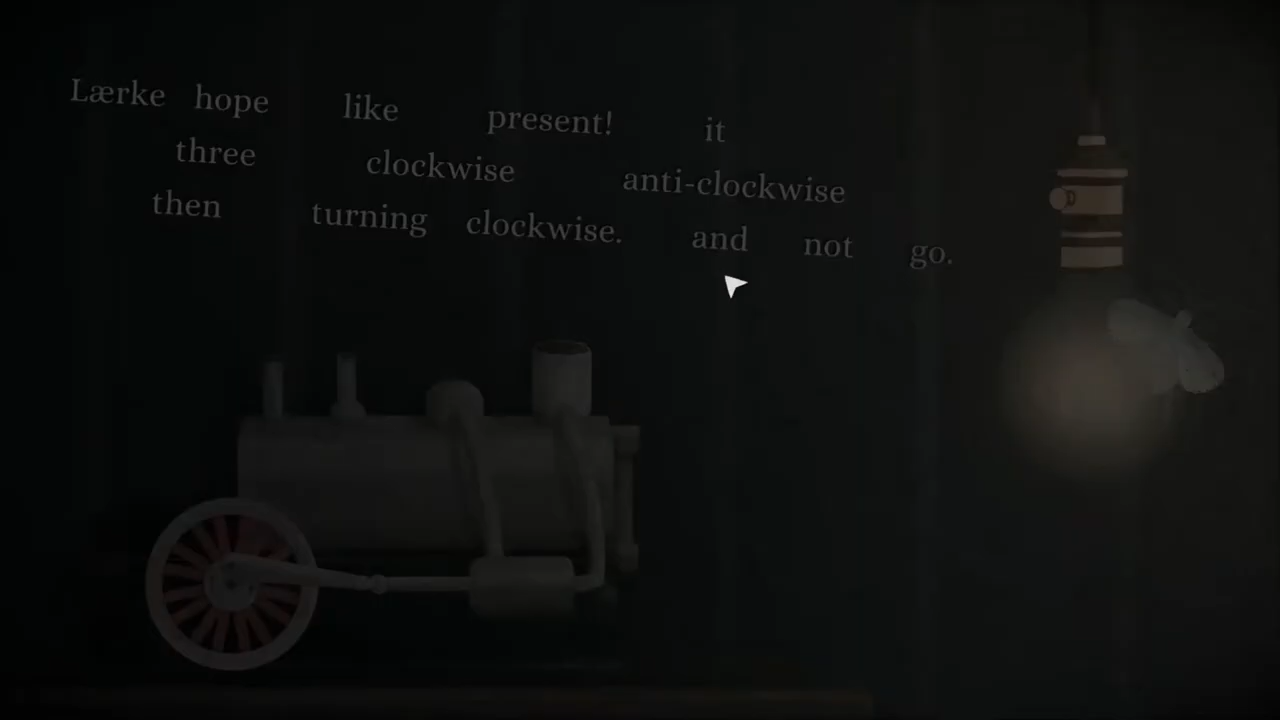 Lærke hope like present! it
three clockwise anti-clockwise
then turning clockwise. and not go.